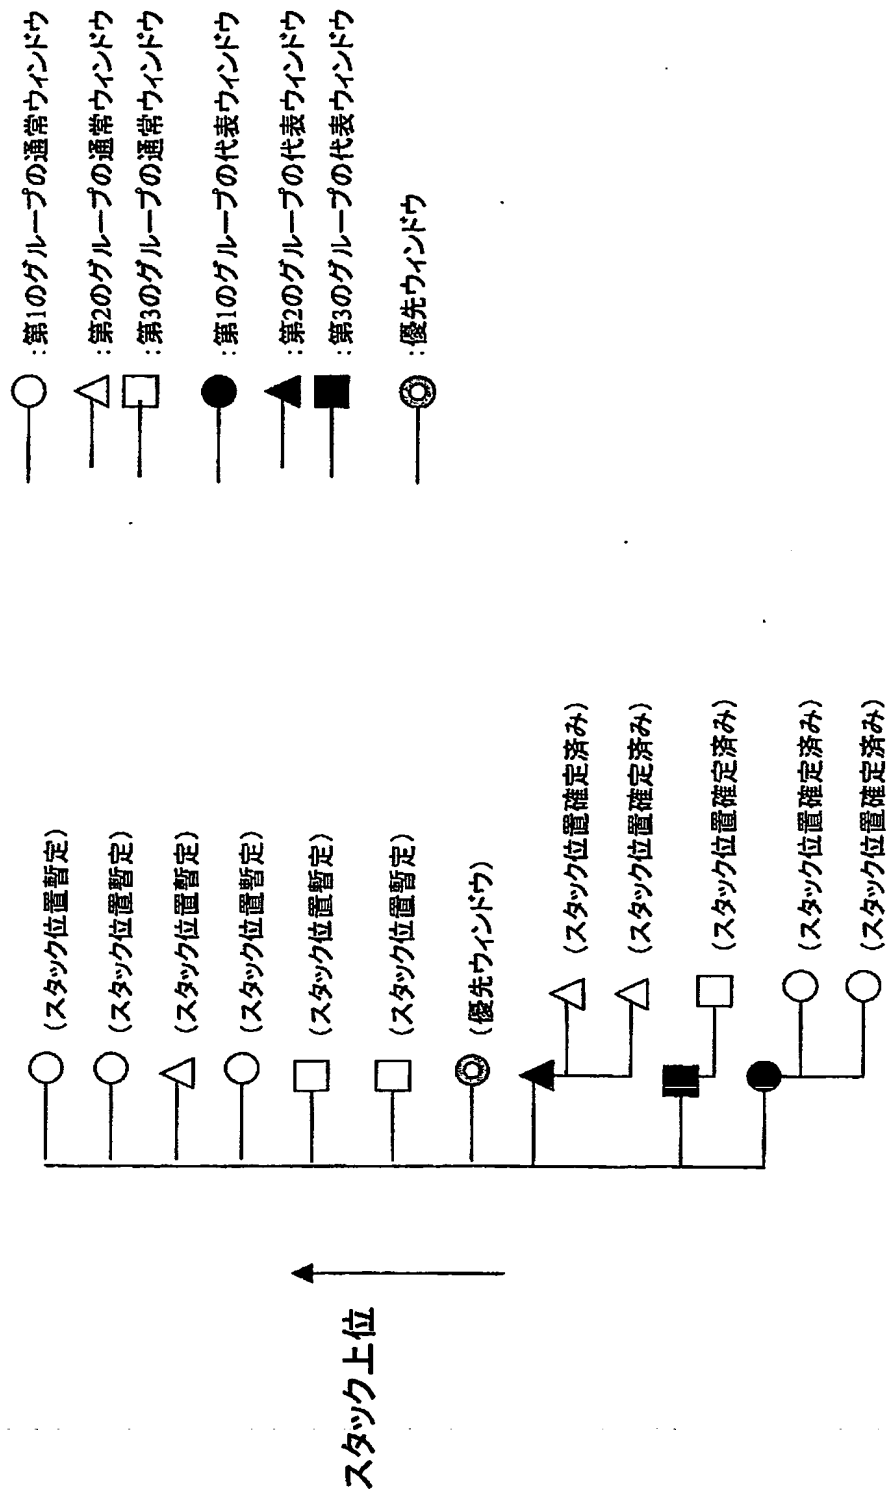 :第1のグループの通常ウィンドウ
:第2のグループの通常ウィンドウ
:第3のグループの通常ウィンドウ
:第1のグループの代表ウィンドウ
:第2のグループの代表ウィンドウ
:第3のグループの代表ウィンドウ
:優先ウィンドウ
(スタック位置暫定)
(スタック位置暫定)
(スタック位置暫定)
(スタック位置暫定)
(スタック位置暫定)
(スタック位置暫定)
(優先ウィンドウ)
(スタック位置確定済み)
(スタック位置確定済み)
(スタック位置確定済み)
(スタック位置確定済み)
(スタック位置確定済み)
スタック上位